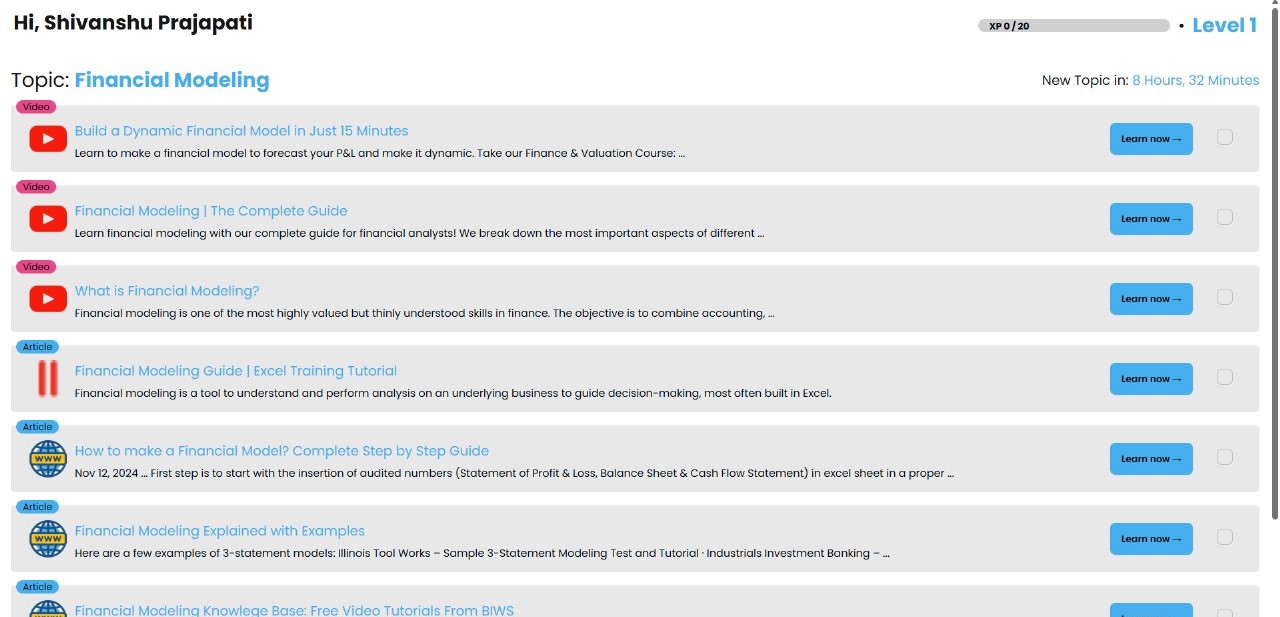 Hi, Shivanshu Prajapati
XP 0 / 20
• Level 1
Topic: Financial Modeling
New Topic in: 8 Hours, 32 Minutes
Video
Build a Dynamic Financial Model in Just 15 Minutes
Learn to make a financial model to forecast your P&L and make it dynamic. Take our Finance & Valuation Course: ...
Learn now →
Video
Financial Modeling | The Complete Guide
Learn financial modeling with our complete guide for financial analysts! We break down the most important aspects of different ...
Learn now →
Video
What is Financial Modeling?
Financial modeling is one of the most highly valued but thinly understood skills in finance. The objective is to combine accounting, ...
Learn now →
Article
Financial Modeling Guide | Excel Training Tutorial
Financial modeling is a tool to understand and perform analysis on an underlying business to guide decision-making, most often built in Excel.
Learn now →
Article
WWW
How to make a Financial Model? Complete Step by Step Guide
Nov 12, 2024 ... First step is to start with the insertion of audited numbers (Statement of Profit & Loss, Balance Sheet & Cash Flow Statement) in excel sheet in a proper ...
Learn now →
Article
WWW
Financial Modeling Explained with Examples
Here are a few examples of 3-statement models: Illinois Tool Works – Sample 3-Statement Modeling Test and Tutorial · Industrials Investment Banking – ...
Learn now →
Article
Financial Modeling Knowlege Base: Free Video Tutorials From BIWS